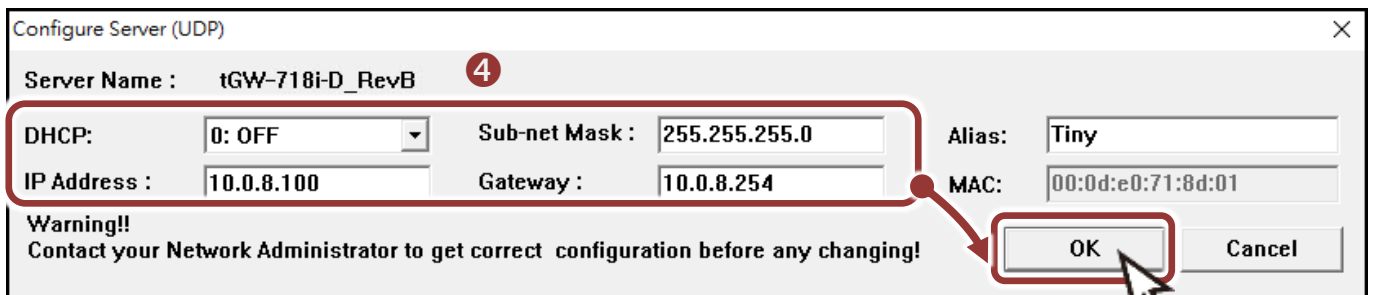 Configure Server (UDP)
Server Name : tGW-718i-D_RevB 4
DHCP: 0: OFF Sub-net Mask : 255.255.255.0 Alias: Tiny
IP Address : 10.0.8.100 Gateway : 10.0.8.254 MAC: 00:0d:e0:71:8d:01
Warning!!
Contact your Network Administrator to get correct configuration before any changing! OK Cancel